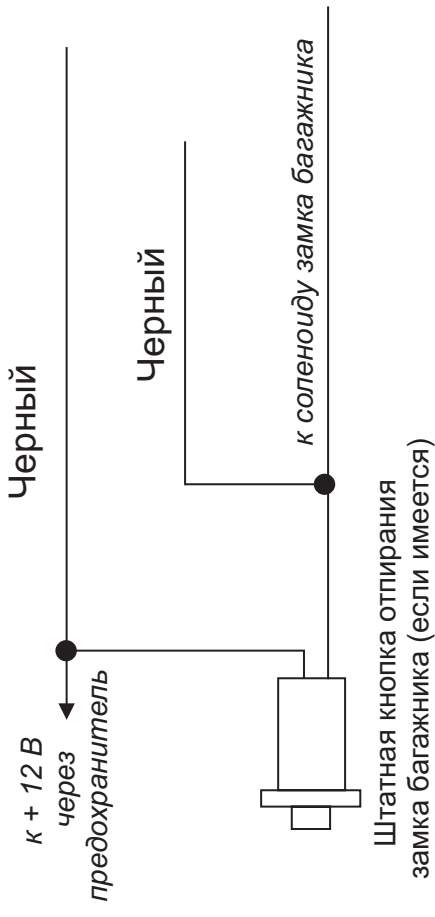 Черный
к + 12 В
через
предохранитель
Черный
к соленоиду замка багажника
Штатная кнопка отпирания
замка багажника (если имеется)